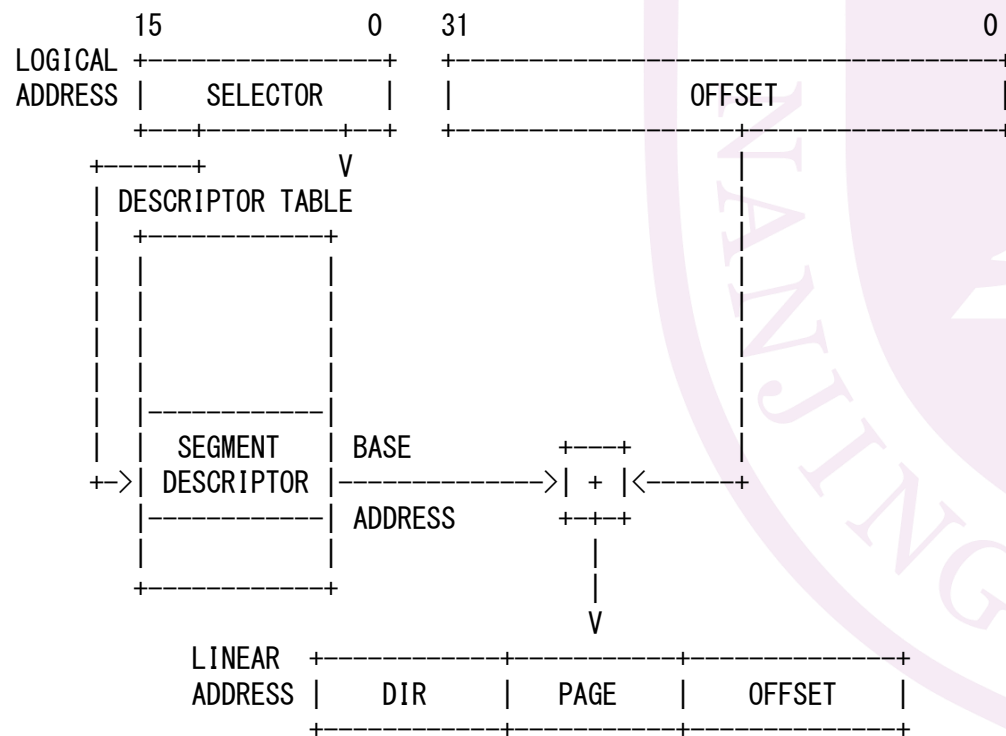 15 0 31 0
LOGICAL +-----------------+ +--------------------------------------+
ADDRESS | SELECTOR | | OFFSET |
+---+---------+--+ +--------------------+------------------+
+-------+ V |
| DESCRIPTOR TABLE |
| +------------+ |
| | | |
| | | |
| | | |
| | | |
| |------------| |
| | SEGMENT | BASE +---+ |
+->| DESCRIPTOR |-------------->| + |<------+
|------------| ADDRESS +-+-+
| | |
+------------+ |
V
LINEAR +------------+-----------+--------------+
ADDRESS | DIR | PAGE | OFFSET |
+------------+-----------+--------------+
NANJING